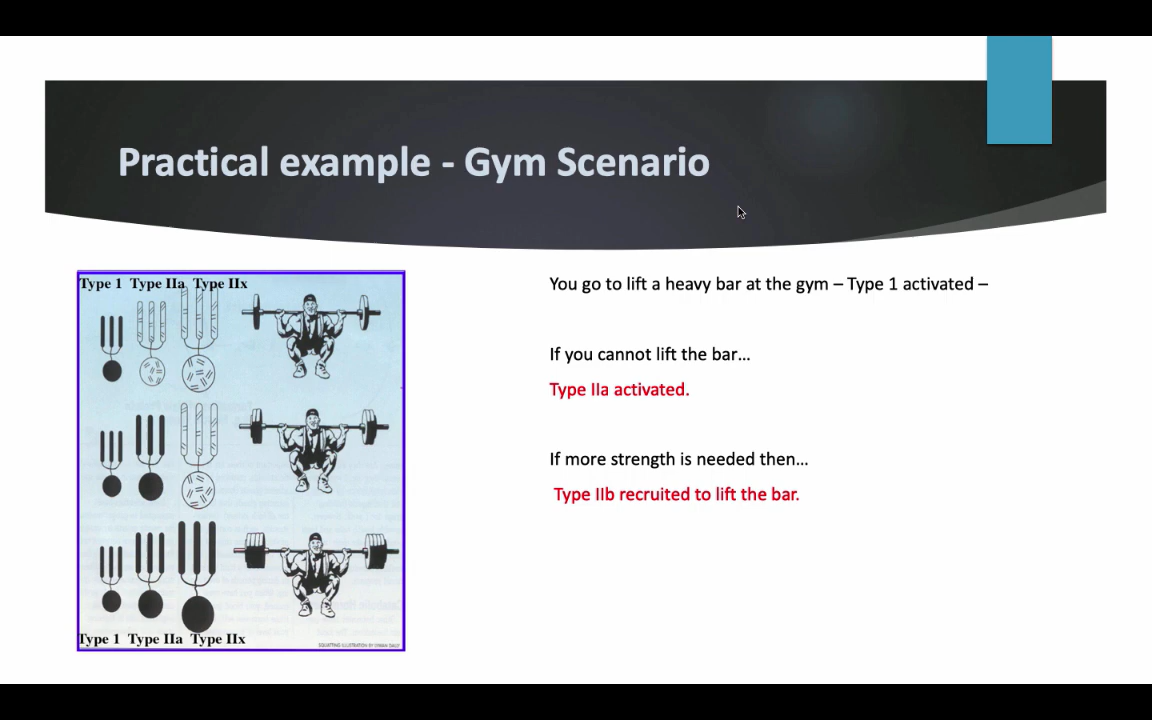 Practical example - Gym Scenario
Type 1 Type IIa Type IIx
You go to lift a heavy bar at the gym – Type 1 activated –
If you cannot lift the bar...
Type IIa activated.
If more strength is needed then...
Type IIb recruited to lift the bar.
Type 1 Type IIa Type IIx